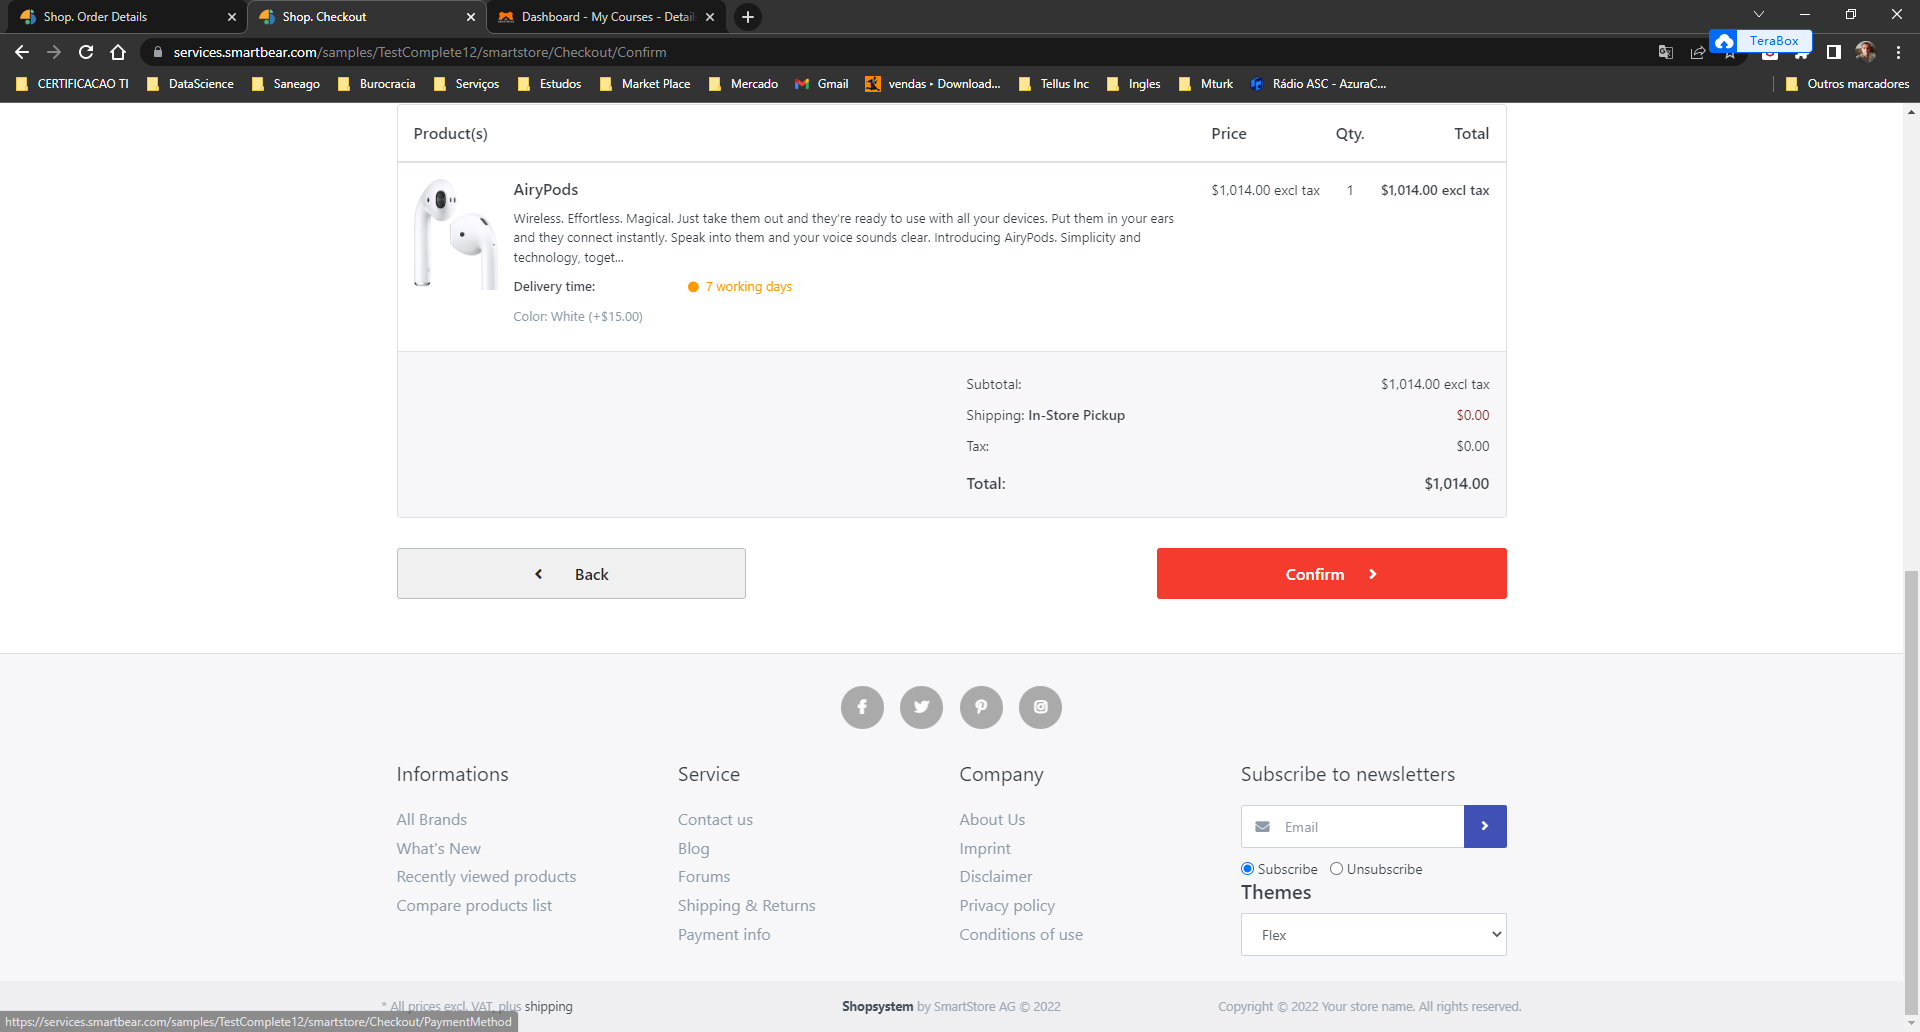 Shop. Order Details
Shop. Checkout
Dashboard - My Courses - Detail
services.smartbear.com/samples/TestComplete12/smartstore/Checkout/Confirm
TeraBox
CERTIFICACAO TI
DataScience
Saneago
Burocracia
Serviços
Estudos
Market Place
Mercado
Gmail
vendas • Download...
Tellus Inc
Ingles
Mturk
Rádio ASC - AzuraC...
Outros marcadores
Product(s) Price Qty. Total
AiryPods $1,014.00 excl tax 1 $1,014.00 excl tax
Wireless. Effortless. Magical. Just take them out and they're ready to use with all your devices. Put them in your ears
and they connect instantly. Speak into them and your voice sounds clear. Introducing AiryPods. Simplicity and
technology, toget...
Delivery time: 7 working days
Color: White (+$15.00)
Subtotal: $1,014.00 excl tax
Shipping: In-Store Pickup $0.00
Tax: $0.00
Total: $1,014.00
Back
Confirm
Informations
All Brands
What's New
Recently viewed products
Compare products list
Service
Contact us
Blog
Forums
Shipping & Returns
Payment info
Company
About Us
Imprint
Disclaimer
Privacy policy
Conditions of use
Subscribe to newsletters
Email
Subscribe Unsubscribe
Themes
Flex
* All prices excl. VAT, plus shipping
Shopsystem by SmartStore AG © 2022
Copyright © 2022 Your store name. All rights reserved.
https://services.smartbear.com/samples/TestComplete12/smartstore/Checkout/PaymentMethod